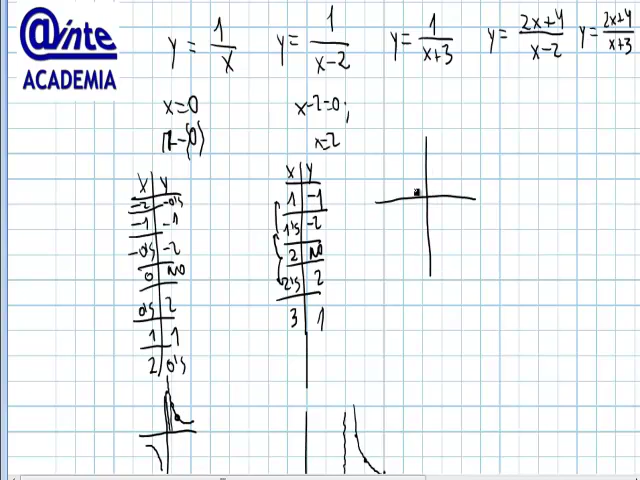 @inte
ACADEMIA
y = 1/x
y = 1/(x-2)
y = 1/(x+3)
y = (2x+4)/(x-2)
y = (2x+4)/(x+3)
x=0
x-2=0;
x=2
x | y
-2 | -0'5
-1 | -1
-0'5 | -2
0 | NO
0'5 | 2
1 | 1
2 | 0'5
x | y
1 | -1
1'5 | -2
2 | NO
2'5 | 2
3 | 1